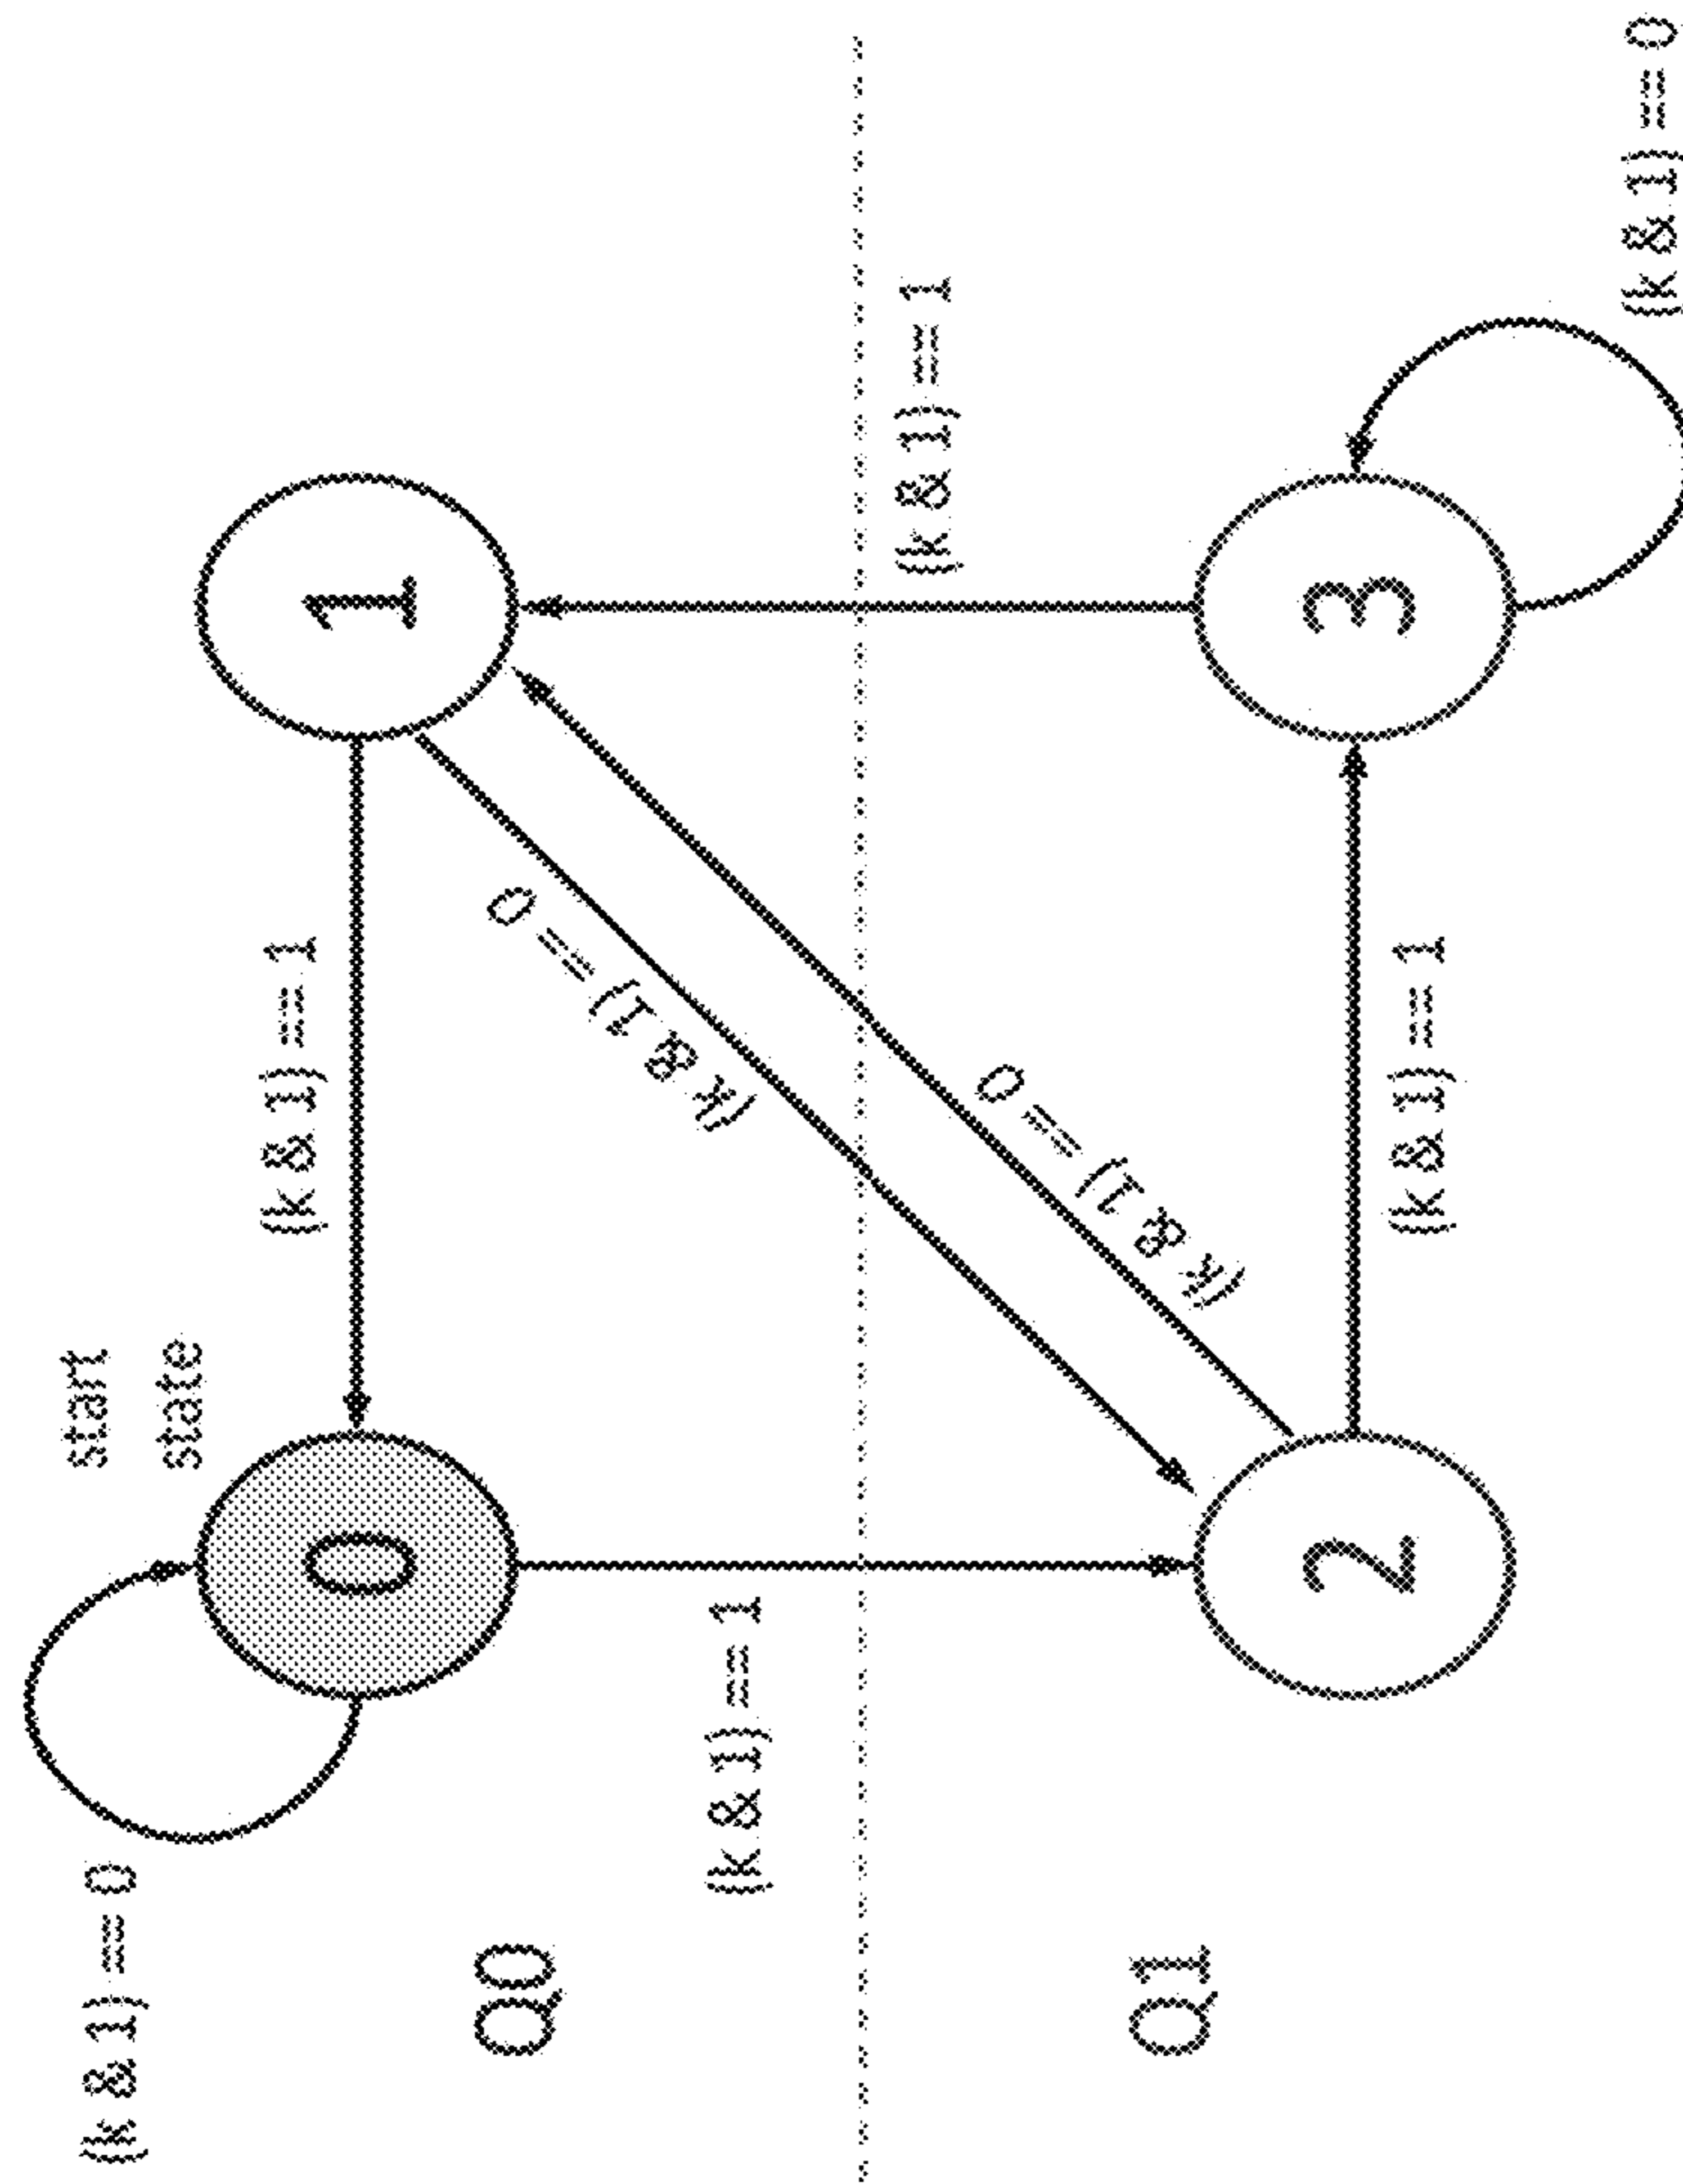 (k & 1) == 0
start
state
0
(k & 1) == 1
1
Q0
(k & 1) == 0
(k & 1) == 1
(k & 1) == 1
(k & 1) == 0
Q1
2
(k & 1) == 1
3
(k & 1) == 0